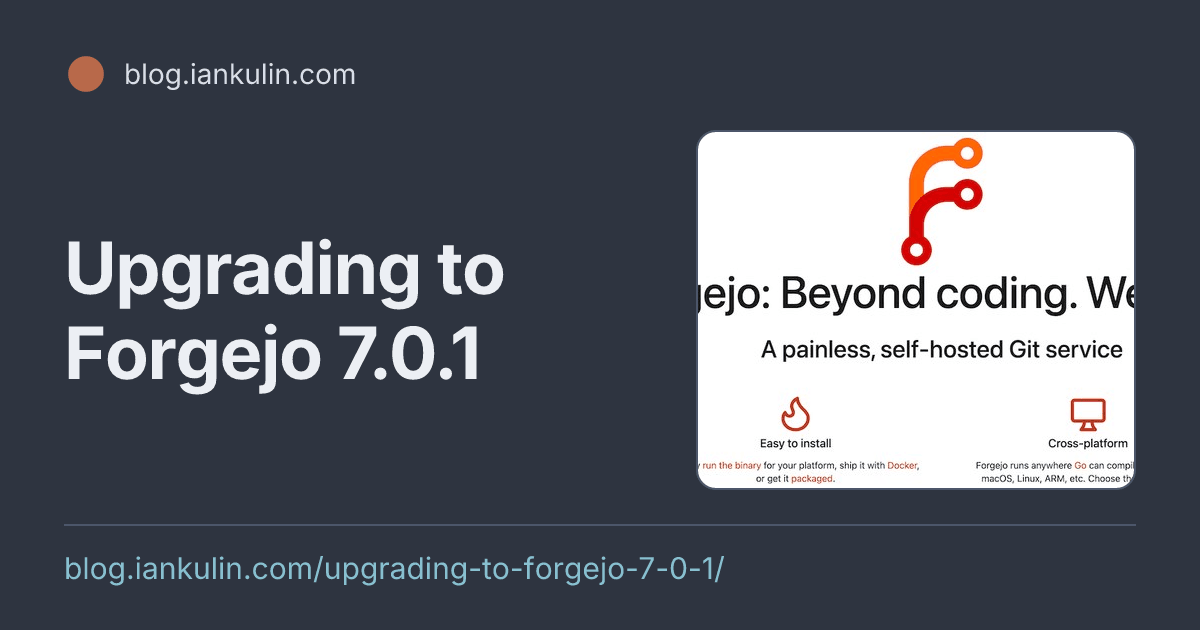 blog.iankulin.com
Upgrading to
Forgejo 7.0.1
gejo: Beyond coding. We
A painless, self-hosted Git service
Easy to install
Cross-platform
run the binary for your platform, ship it with Docker,
or get it packaged.
Forgejo runs anywhere Go can compil
macOS, Linux, ARM, etc. Choose th
blog.iankulin.com/upgrading-to-forgejo-7-0-1/